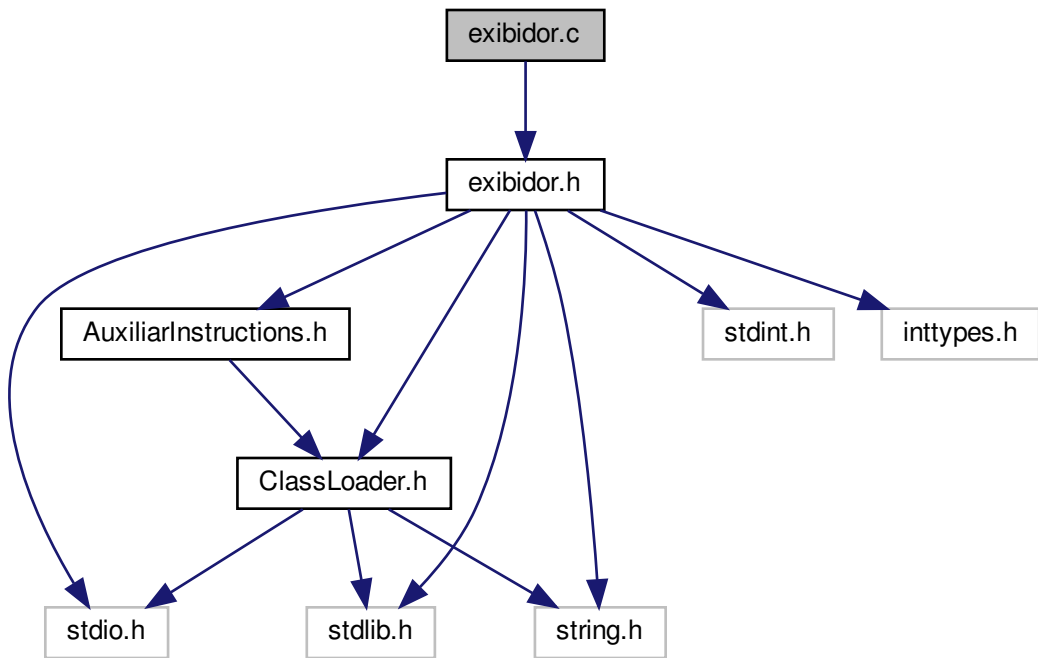 exibidor.c
exibidor.h
AuxiliarInstructions.h
stdint.h
inttypes.h
ClassLoader.h
stdio.h
stdlib.h
string.h